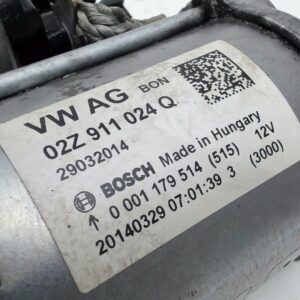 VW AG BON
02Z 911 024 Q
29032014
BOSCH Made in Hungary
0 001 179 514 (515) 12V
20140329 07:01:39 3 (3000)